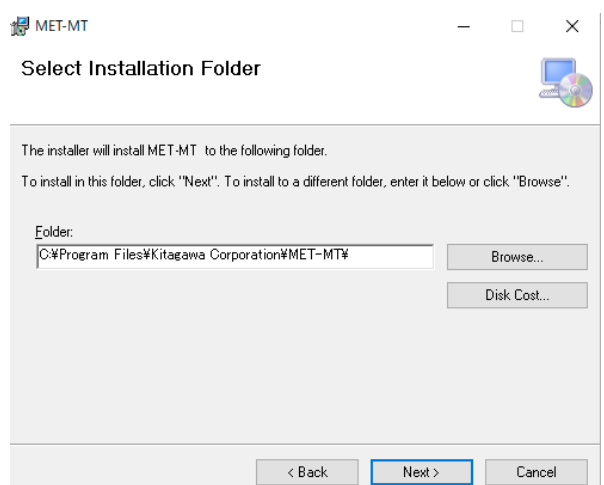 MET-MT
Select Installation Folder
The installer will install MET-MT to the following folder.
To install in this folder, click "Next". To install to a different folder, enter it below or click "Browse".
Folder:
C:¥Program Files¥Kitagawa Corporation¥MET-MT¥
Browse...
Disk Cost...
< Back
Next >
Cancel